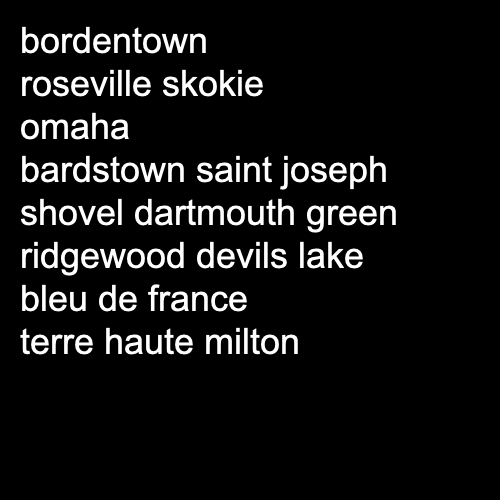 bordentown
roseville skokie
omaha
bardstown saint joseph
shovel dartmouth green
ridgewood devils lake
bleu de france
terre haute milton